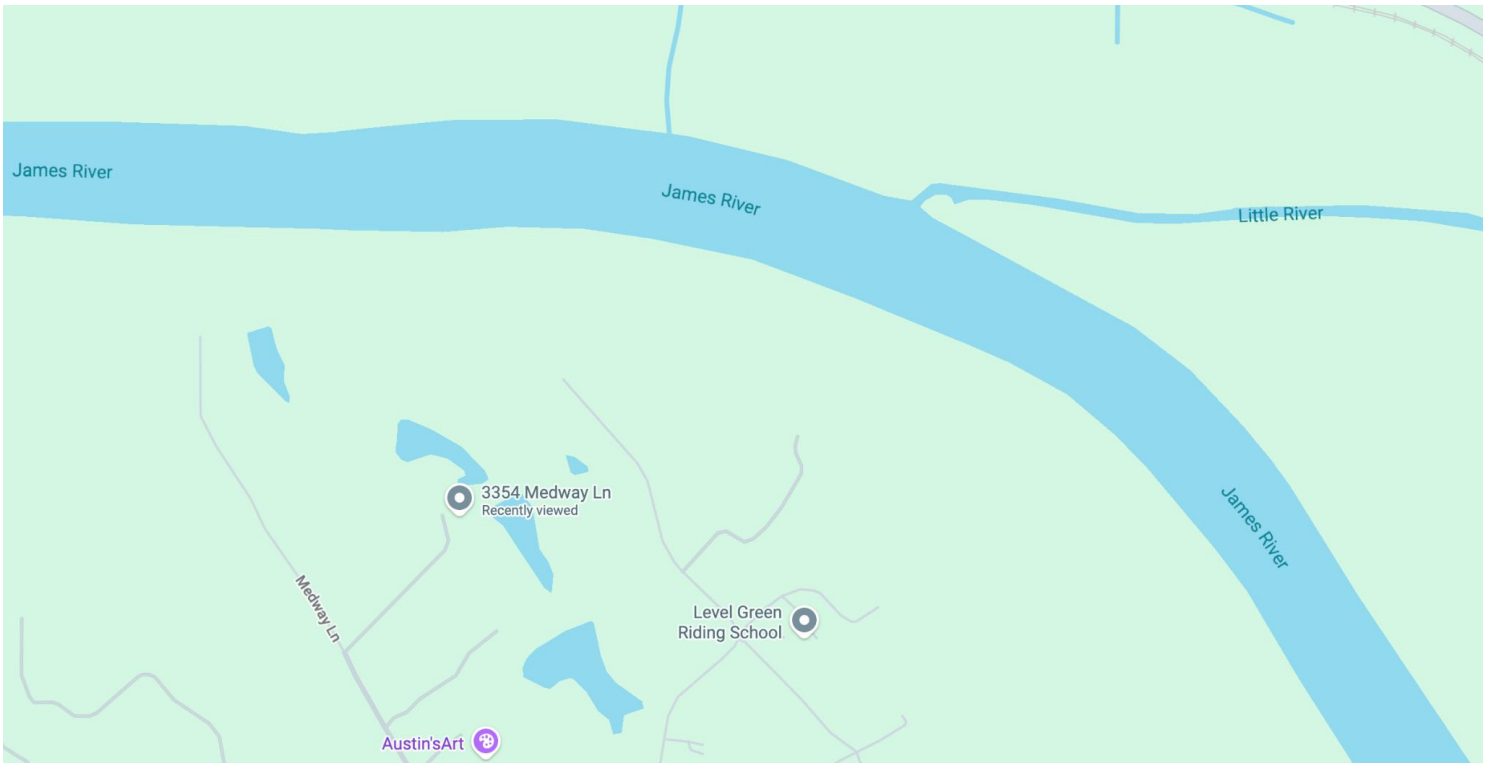 James River
James River
Little River
3354 Medway Ln
Recently viewed
James River
Medway Ln
Level Green
Riding School
Austin'sArt